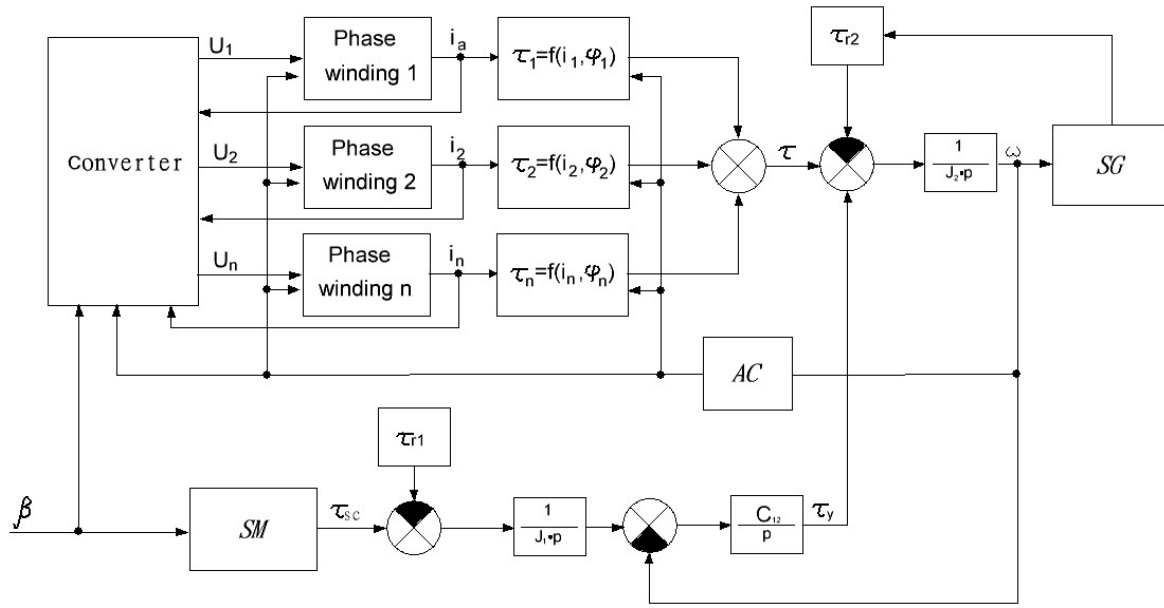 Converter
U1
Phase
winding 1
ia
τ1=f(i1,φ1)
τr2
U2
Phase
winding 2
i2
τ2=f(i2,φ2)
τ
1
J2•p
ω
SG
Un
Phase
winding n
in
τn=f(in,φn)
AC
τr1
β
SM
τsc
1
J1•p
C12
p
τy